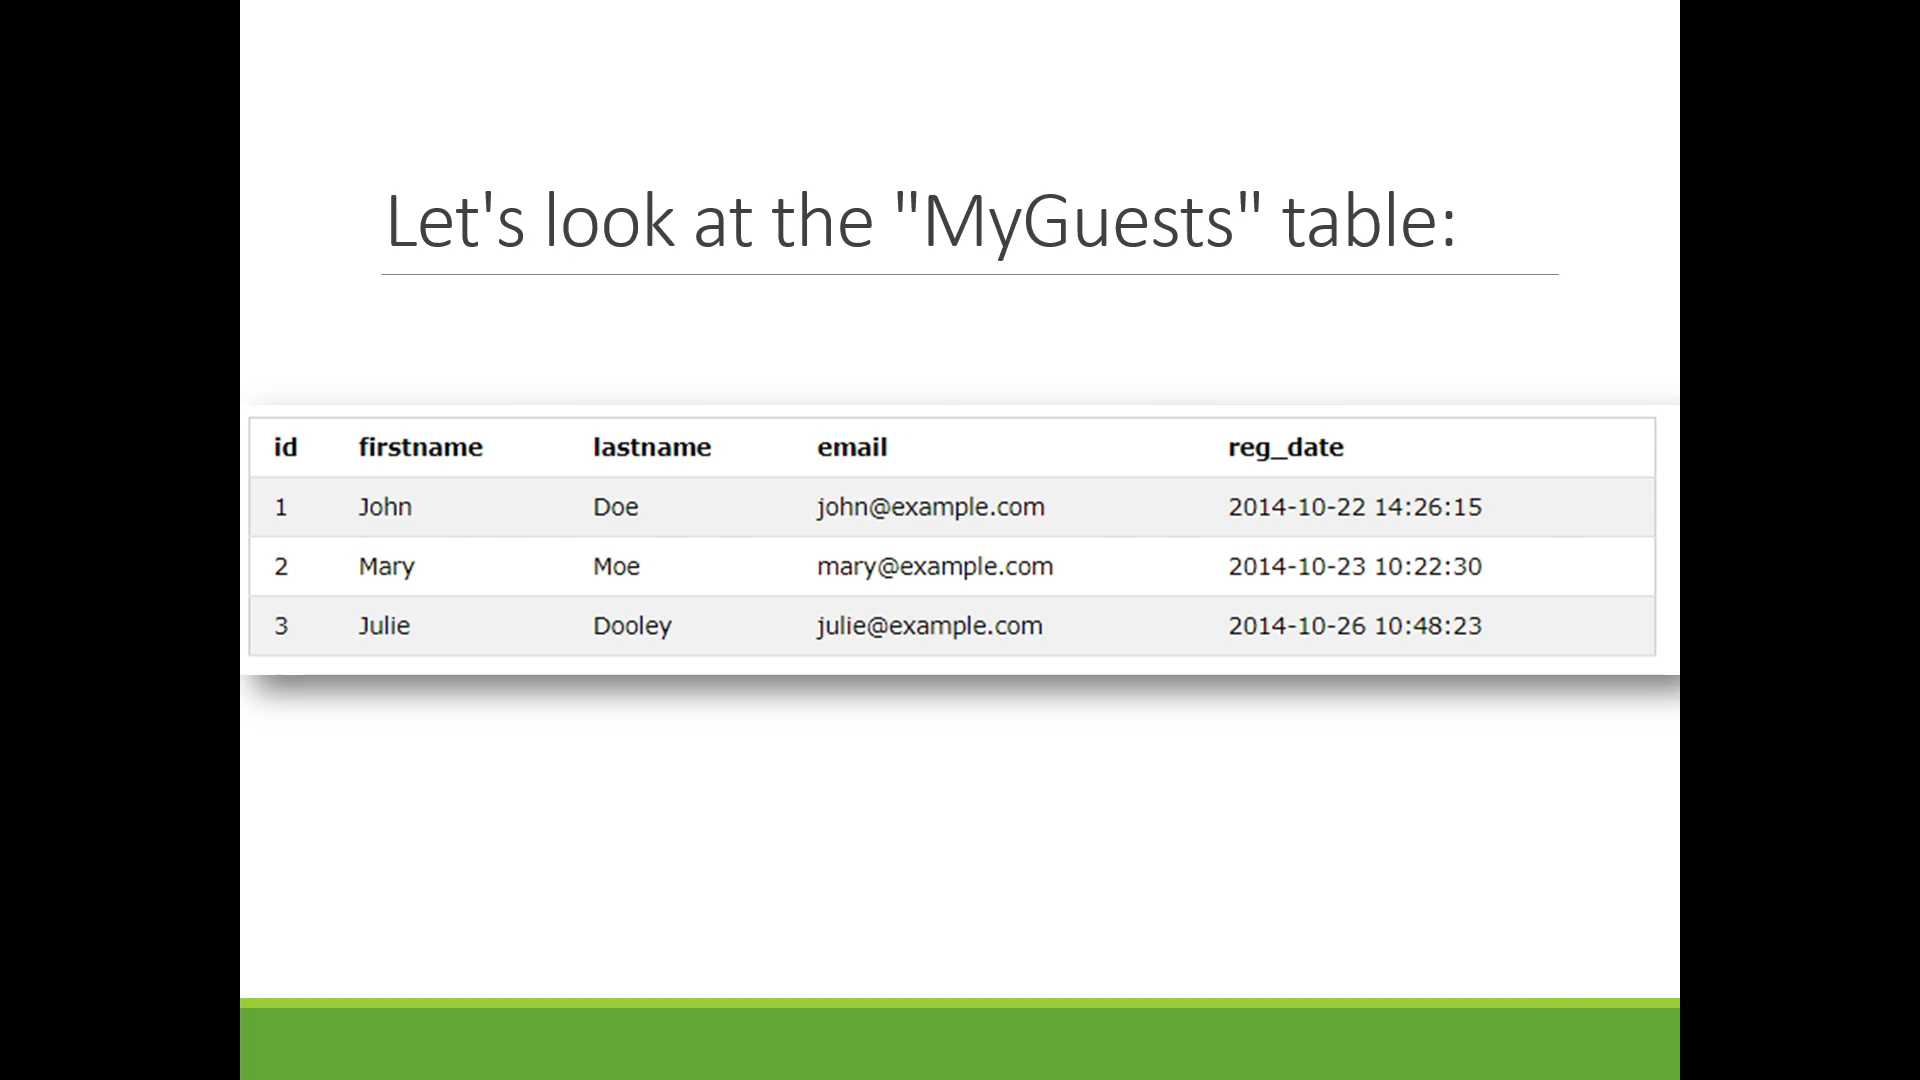 Let's look at the "MyGuests" table:
id firstname lastname email reg_date
1 John Doe john@example.com 2014-10-22 14:26:15
2 Mary Moe mary@example.com 2014-10-23 10:22:30
3 Julie Dooley julie@example.com 2014-10-26 10:48:23